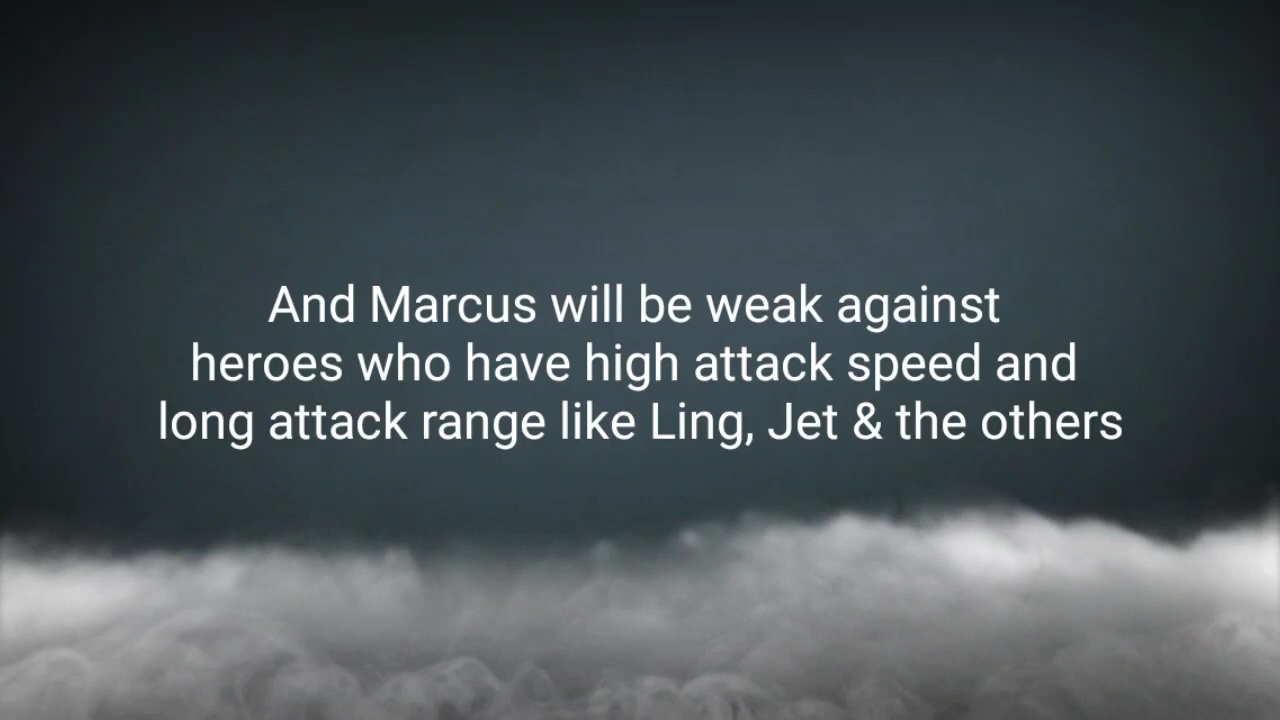 And Marcus will be weak against
heroes who have high attack speed and
long attack range like Ling, Jet & the others